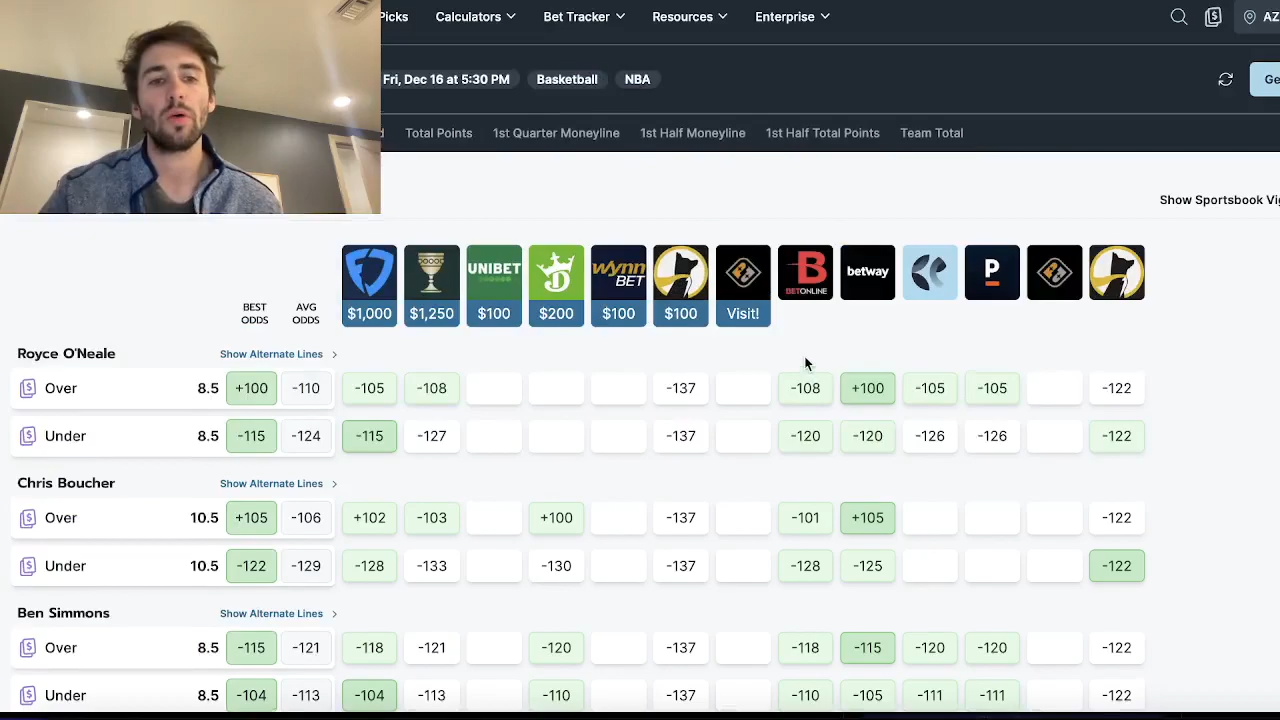 Picks Calculators Bet Tracker Resources Enterprise AZ
Fri, Dec 16 at 5:30 PM Basketball NBA Ge
d Total Points 1st Quarter Moneyline 1st Half Moneyline 1st Half Total Points Team Total
Show Sportsbook Vig
UNIBET WYNN BET B BETONLINE betway P
BEST ODDS AVG ODDS $1,000 $1,250 $100 $200 $100 $100 Visit!
Royce O'Neale Show Alternate Lines
Over 8.5 +100 -110 -105 -108 -137 -108 +100 -105 -105 -122
Under 8.5 -115 -124 -115 -127 -137 -120 -120 -126 -126 -122
Chris Boucher Show Alternate Lines
Over 10.5 +105 -106 +102 -103 +100 -137 -101 +105 -122
Under 10.5 -122 -129 -128 -133 -130 -137 -128 -125 -122
Ben Simmons Show Alternate Lines
Over 8.5 -115 -121 -118 -121 -120 -137 -118 -115 -120 -120 -122
Under 8.5 -104 -113 -104 -113 -110 -137 -110 -105 -111 -111 -122